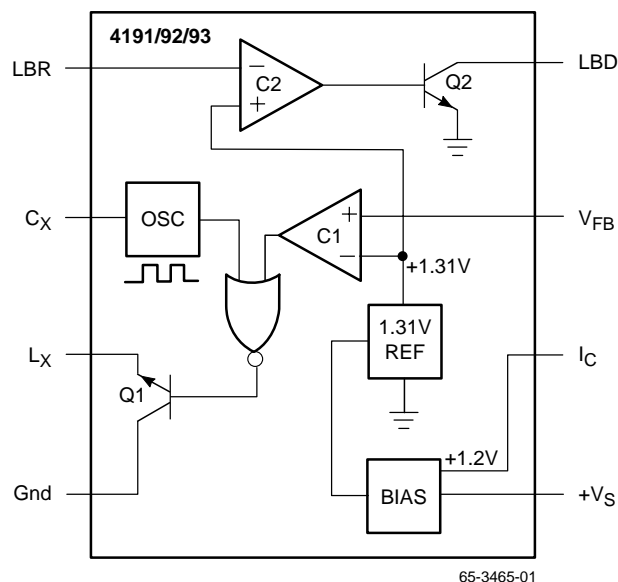 4191/92/93
LBR
−
C2
+
Q2
LBD
CX
OSC
C1
+
−
VFB
+1.31V
1.31V
REF
LX
Q1
IC
+1.2V
Gnd
BIAS
+VS
65-3465-01